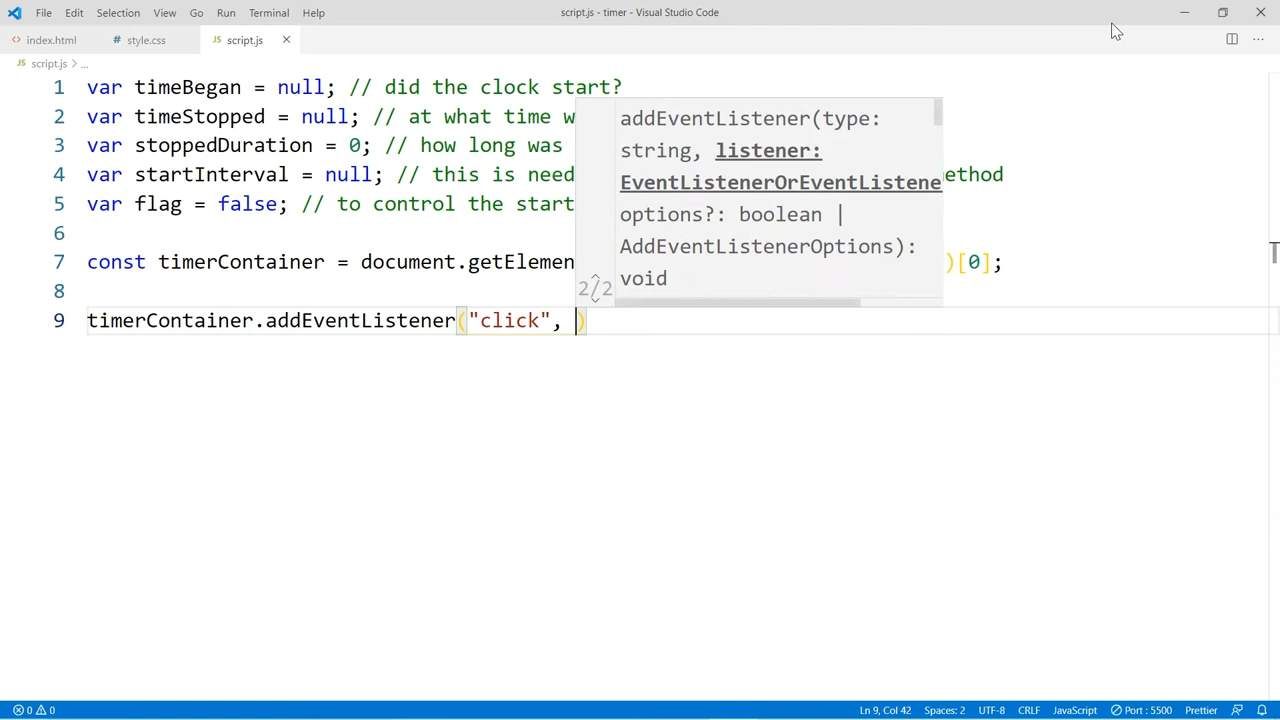 File Edit Selection View Go Run Terminal Help script.js - timer - Visual Studio Code
index.html # style.css JS script.js
JS script.js > ...
1 var timeBegan = null; // did the clock start?
2 var timeStopped = null; // at what time
3 var stoppedDuration = 0; // how long was
4 var startInterval = null; // this is need ethod
5 var flag = false; // to control the start
6
7 const timerContainer = document.getElemen )[0];
8
9 timerContainer.addEventListener("click", )
addEventListener(type:
string, listener:
EventListenerOrEventListene
options?: boolean |
AddEventListenerOptions):
void
2/2
0 0 Ln 9, Col 42 Spaces: 2 UTF-8 CRLF JavaScript Port : 5500 Prettier